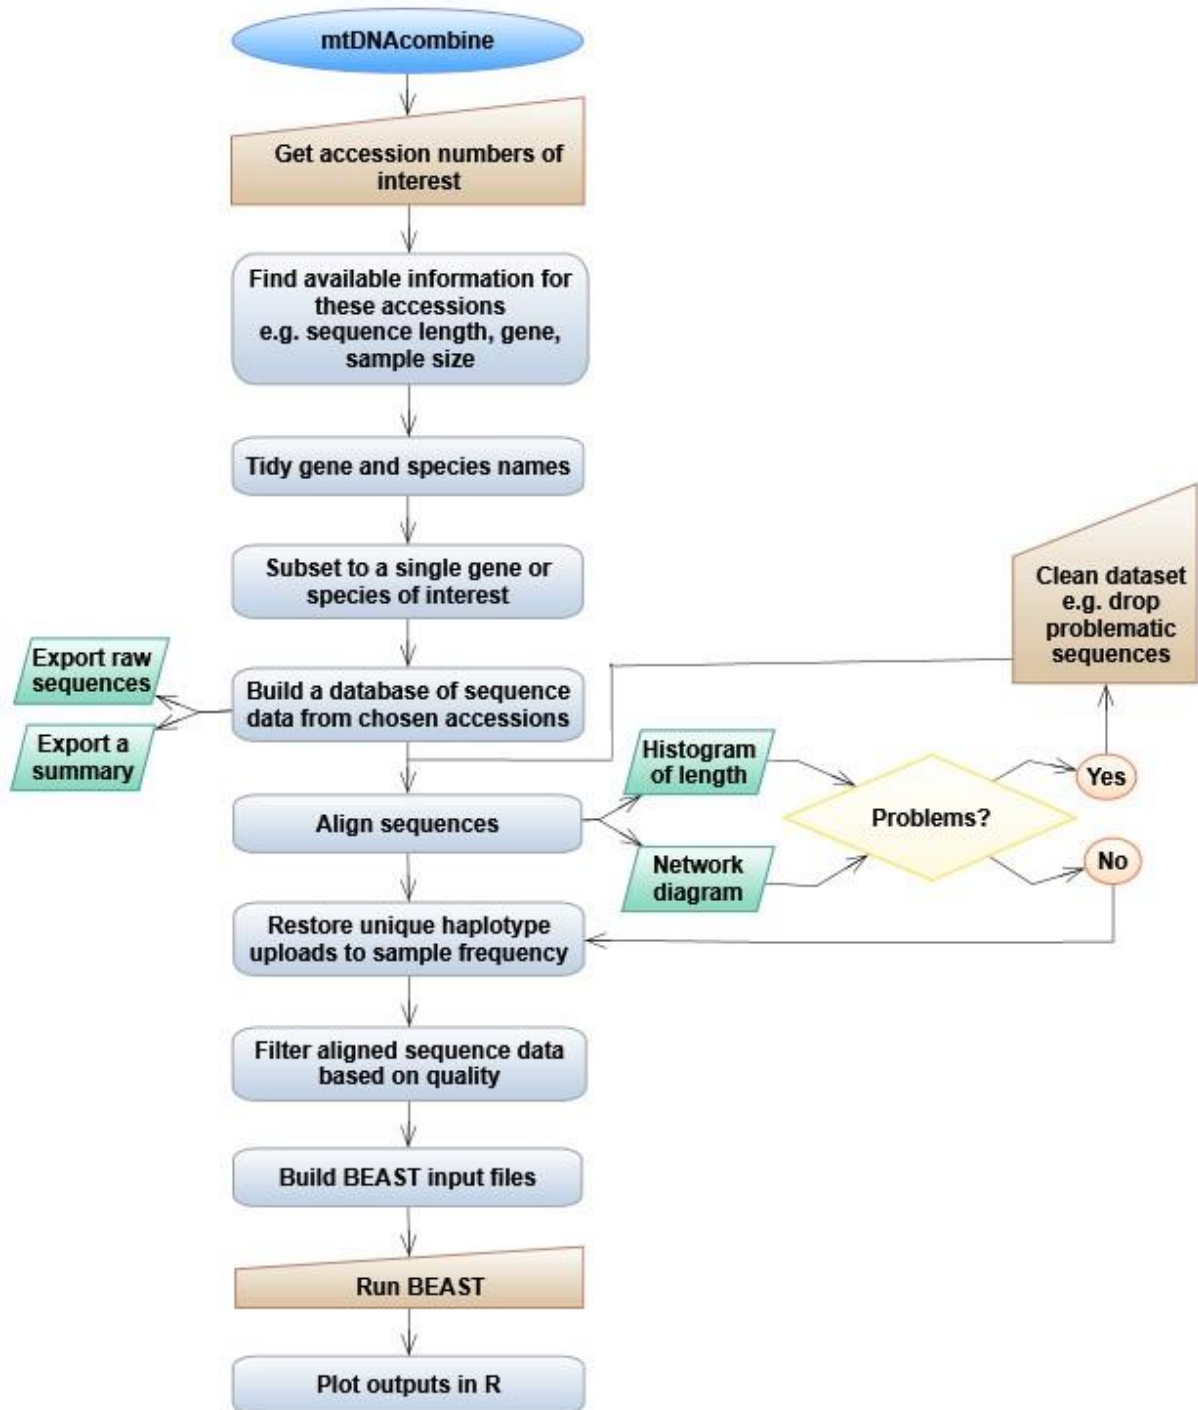 mtDNAcombine
Get accession numbers of
interest
Find available information for
these accessions
e.g. sequence length, gene,
sample size
Tidy gene and species names
Subset to a single gene or
species of interest
Build a database of sequence
data from chosen accessions
Export raw
sequences
Export a
summary
Align sequences
Histogram
of length
Network
diagram
Problems?
Yes
No
Clean dataset
e.g. drop
problematic
sequences
Restore unique haplotype
uploads to sample frequency
Filter aligned sequence data
based on quality
Build BEAST input files
Run BEAST
Plot outputs in R